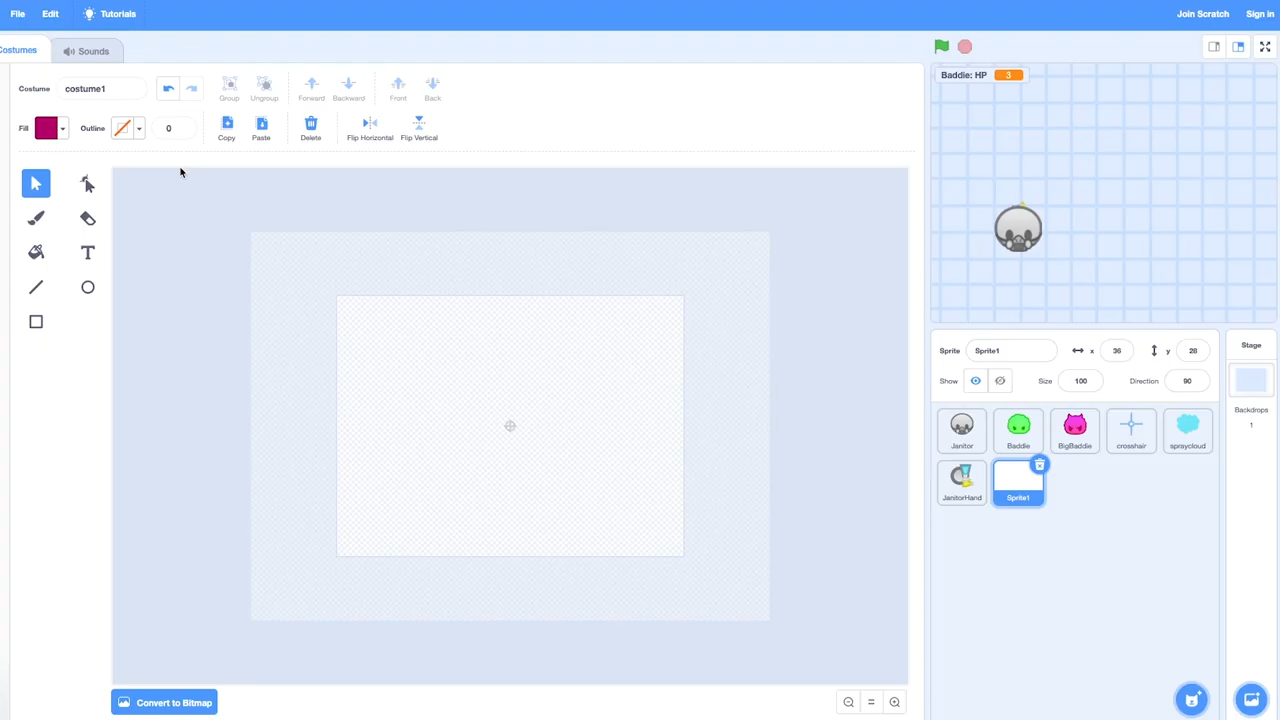 File Edit Tutorials Join Scratch Sign in
Costumes Sounds
Costume costume1 Group Ungroup Forward Backward Front Back
Fill Outline 0 Copy Paste Delete Flip Horizontal Flip Vertical
Convert to Bitmap
Baddie: HP 3
Sprite Sprite1 x 36 y 28
Show Size 100 Direction 90
Janitor Baddie BigBaddie crosshair spraycloud
JanitorHand Sprite1
Stage
Backdrops
1